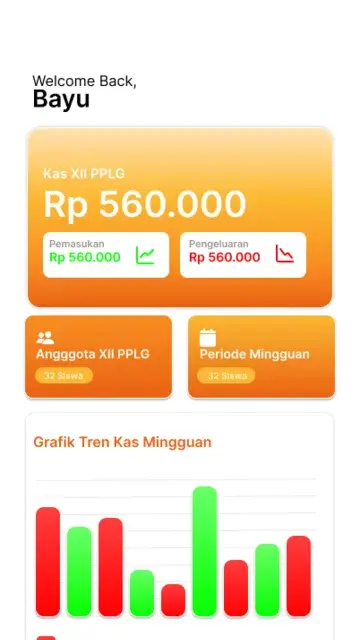 Welcome Back,
Bayu
Kas XII PPLG
Rp 560.000
Pemasukan
Rp 560.000
Pengeluaran
Rp 560.000
Angggota XII PPLG
32 Siswa
Periode Mingguan
32 Siswa
Grafik Tren Kas Mingguan